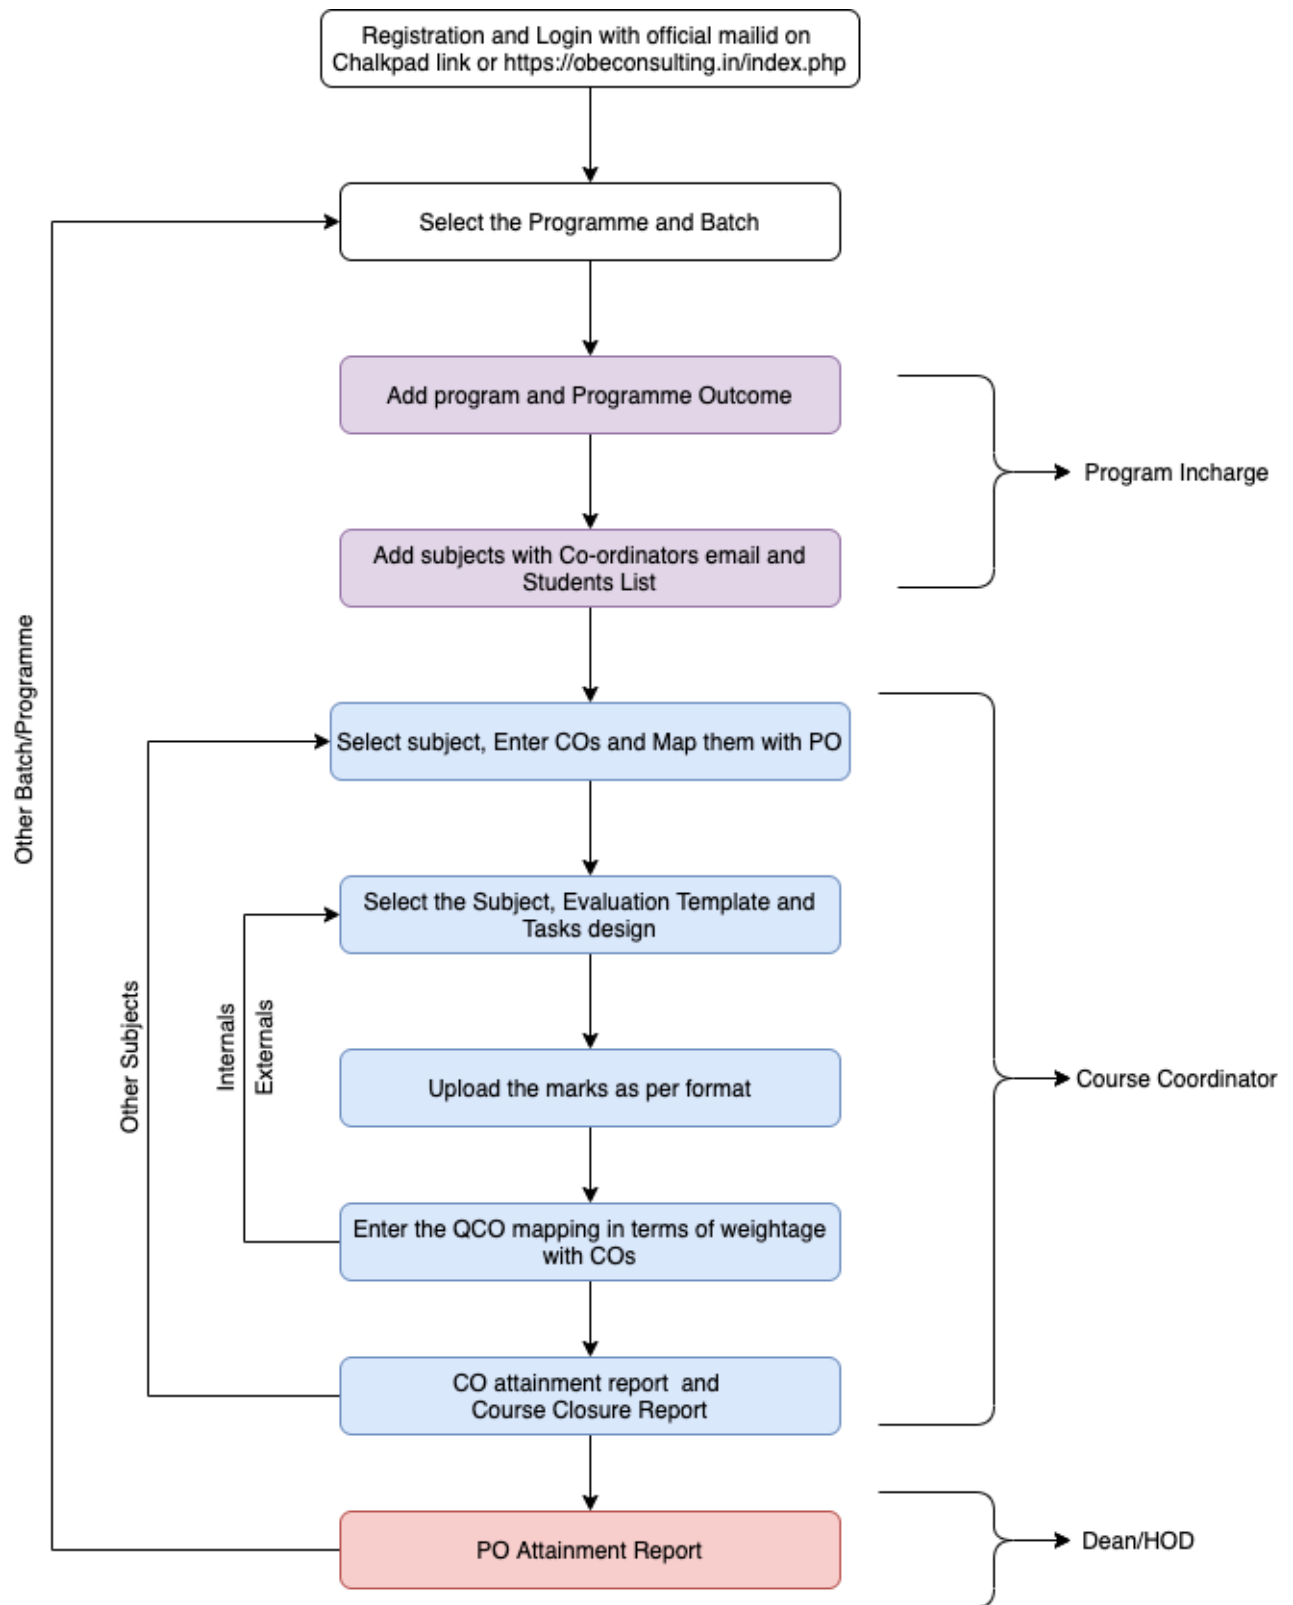 Registration and Login with official mailid on
Chalkpad link or https://obeconsulting.in/index.php
Select the Programme and Batch
Add program and Programme Outcome
Program Incharge
Add subjects with Co-ordinators email and
Students List
Other Batch/Programme
Select subject, Enter COs and Map them with PO
Select the Subject, Evaluation Template and
Tasks design
Other Subjects
Internals
Externals
Upload the marks as per format
Course Coordinator
Enter the QCO mapping in terms of weightage
with COs
CO attainment report and
Course Closure Report
PO Attainment Report
Dean/HOD